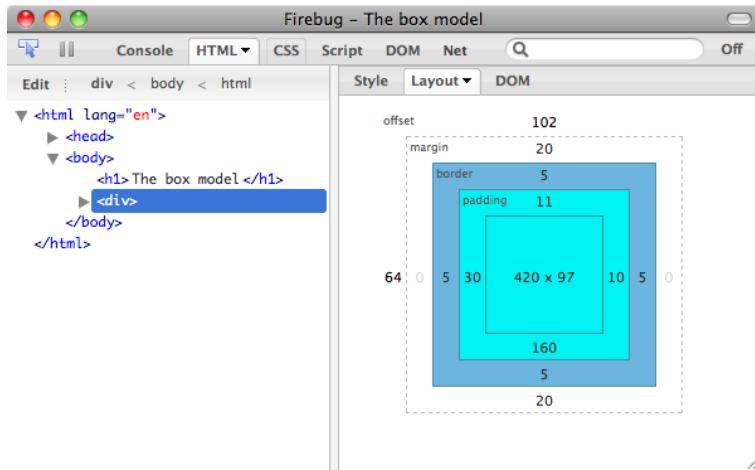 Firebug – The box model
Console HTML CSS Script DOM Net Off
Edit div < body < html
<html lang="en">
<head>
<body>
<h1>The box model</h1>
<div>
</body>
</html>
Style Layout DOM
offset 102
margin 20
border 5
padding 11
64 0 5 30 420 x 97 10 5 0
160
5
20